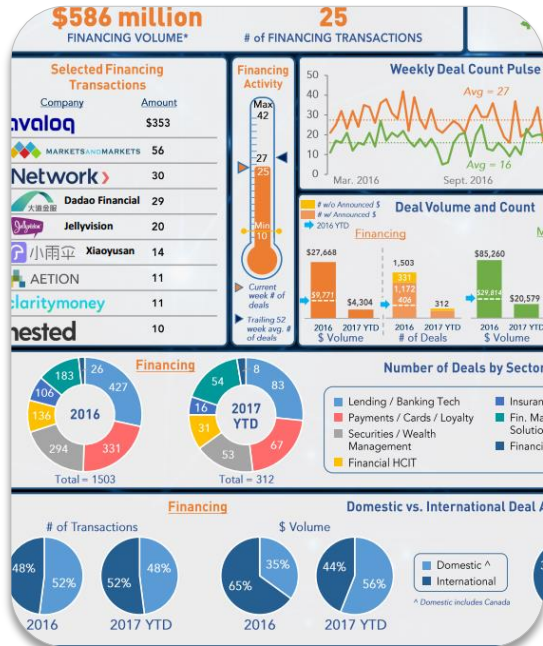 $586 million
FINANCING VOLUME*
25
# OF FINANCING TRANSACTIONS
Selected Financing
Transactions
Company Amount
avaloq $353
MARKETSANDMARKETS 56
Network 30
大道金服 Dadao Financial 29
Jellyvision Jellyvision 20
小雨伞 Xiaoyusan 14
AETION 11
claritymoney 11
nested 10
Financing
Activity
Max
42
27
25
Min
10
Current
week # of
deals
Trailing 52
week avg. #
of deals
Weekly Deal Count Pulse
50
40
30
20
10
0
Avg = 27
Avg = 16
Mar. 2016 Sept. 2016
# w/o Announced $
# w/ Announced $
2016 YTD
Deal Volume and Count
Financing
M
$27,668
$9,771
$4,304
2016 2017 YTD
$ Volume
1,503
331
1,172
406
312
2016 2017 YTD
# of Deals
$85,260
$29,814
$20,579
2016 2017 YTD
$ Volume
Financing
Number of Deals by Sector
26
427
331
294
136
106
183
2016
Total = 1503
8
83
67
53
31
16
54
2017
YTD
Total = 312
Lending / Banking Tech
Payments / Cards / Loyalty
Securities / Wealth
Management
Financial HCIT
Insuran
Fin. Ma
Solutio
Financi
Financing
Domestic vs. International Deal A
# of Transactions
$ Volume
48% 52%
2016
52% 48%
2017 YTD
35%
65%
2016
44% 56%
2017 YTD
Domestic ^
International
^ Domestic includes Canada